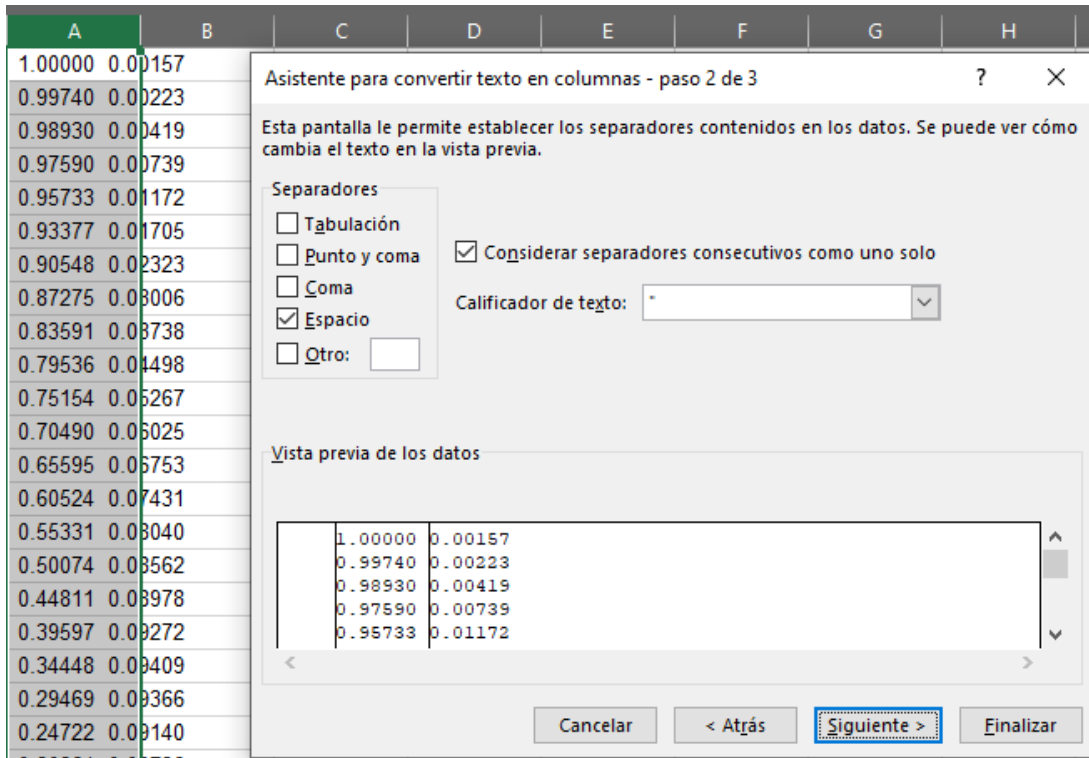 A B C D E F G H
1.00000 0.00157
0.99740 0.00223
0.98930 0.00419
0.97590 0.00739
0.95733 0.01172
0.93377 0.01705
0.90548 0.02323
0.87275 0.03006
0.83591 0.03738
0.79536 0.04498
0.75154 0.05267
0.70490 0.06025
0.65595 0.06753
0.60524 0.07431
0.55331 0.08040
0.50074 0.08562
0.44811 0.08978
0.39597 0.09272
0.34448 0.09409
0.29469 0.09366
0.24722 0.09140
Asistente para convertir texto en columnas - paso 2 de 3 ? ×
Esta pantalla le permite establecer los separadores contenidos en los datos. Se puede ver cómo
cambia el texto en la vista previa.
Separadores
Tabulación
Punto y coma
Coma
Espacio
Otro:
Considerar separadores consecutivos como uno solo
Calificador de texto: "
Vista previa de los datos
1.00000 0.00157
0.99740 0.00223
0.98930 0.00419
0.97590 0.00739
0.95733 0.01172
Cancelar < Atrás Siguiente > Finalizar